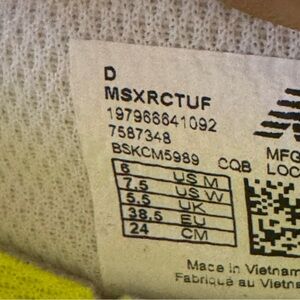 D
MSXRCTUF
197966641092
7587348
BSKCM5989 CQB
MFG
LOC
6 US M
7.5 US W
5.5 UK
38.5 EU
24 CM
Made in Vietnam
Fabriqué au Vietnam